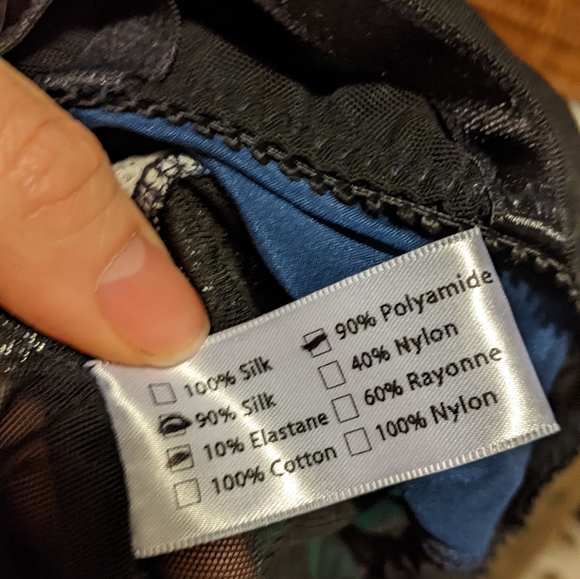 100% Silk
90% Silk
10% Elastane
100% Cotton
90% Polyamide
40% Nylon
60% Rayonne
100% Nylon